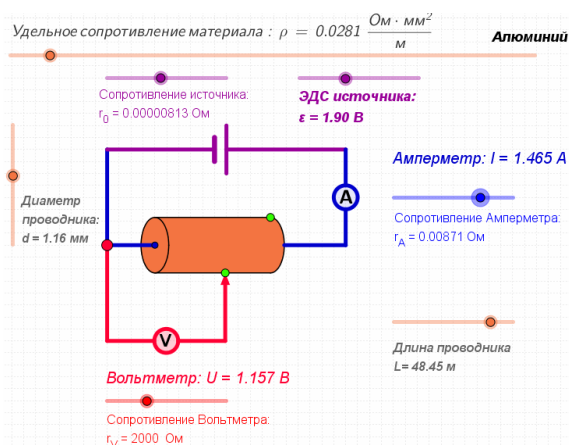 Удельное сопротивление материала : ρ = 0.0281 Ом · мм² / м
Алюминий
Сопротивление источника:
r₀ = 0.00000813 Ом
ЭДС источника:
ε = 1.90 В
Амперметр: I = 1.465 А
A
Сопротивление Амперметра:
r_A = 0.00871 Ом
Диаметр
проводника:
d = 1.16 мм
V
Длина проводника
L= 48.45 м
Вольтметр: U = 1.157 В
Сопротивление Вольтметра:
r_V = 2000 Ом